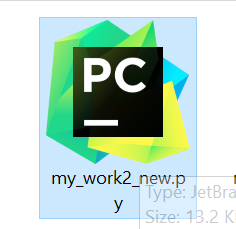 PC
my_work2_new.p
y
Type: JetBra
Size: 13.2 K